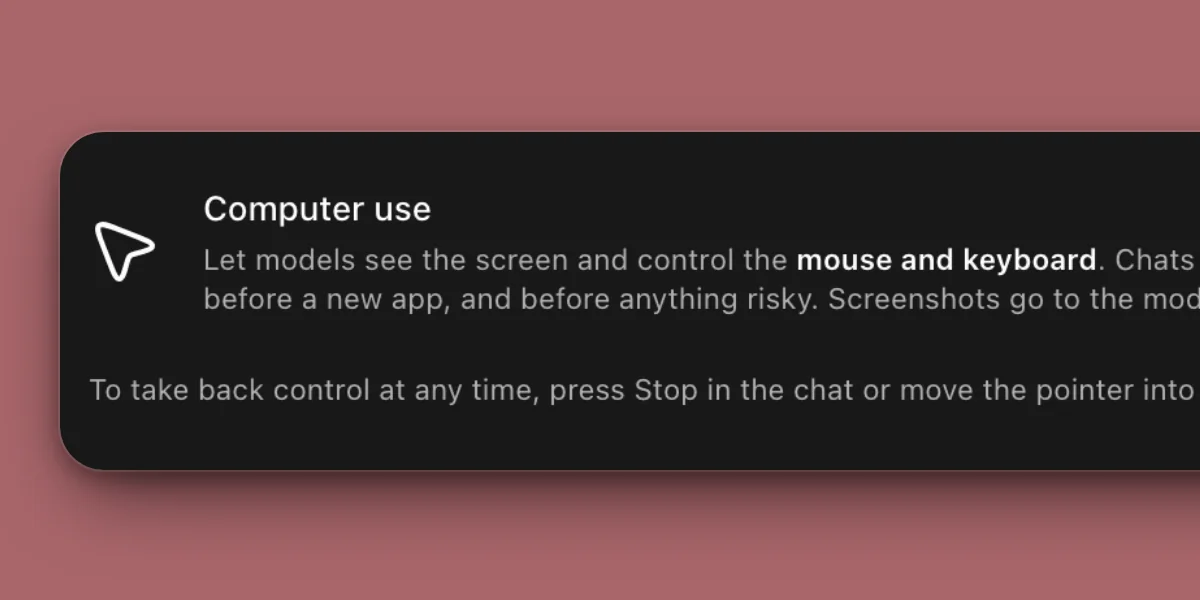 Computer use
Let models see the screen and control the mouse and keyboard. Chats
before a new app, and before anything risky. Screenshots go to the
To take back control at any time, press Stop in the chat or move the pointer into